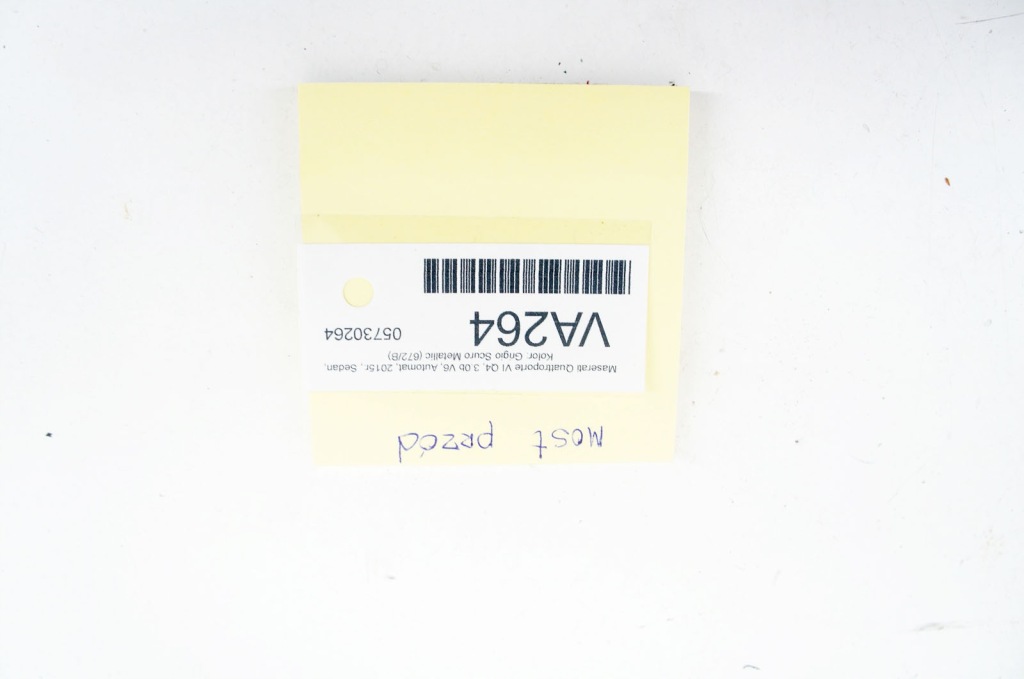 most przód
Maserati Quattroporte VI Q4, 3.0b V6, Automat, 2015r., Sedan,
Kolor: Grigio Scuro Metallic (672/B)
VA264 05730264